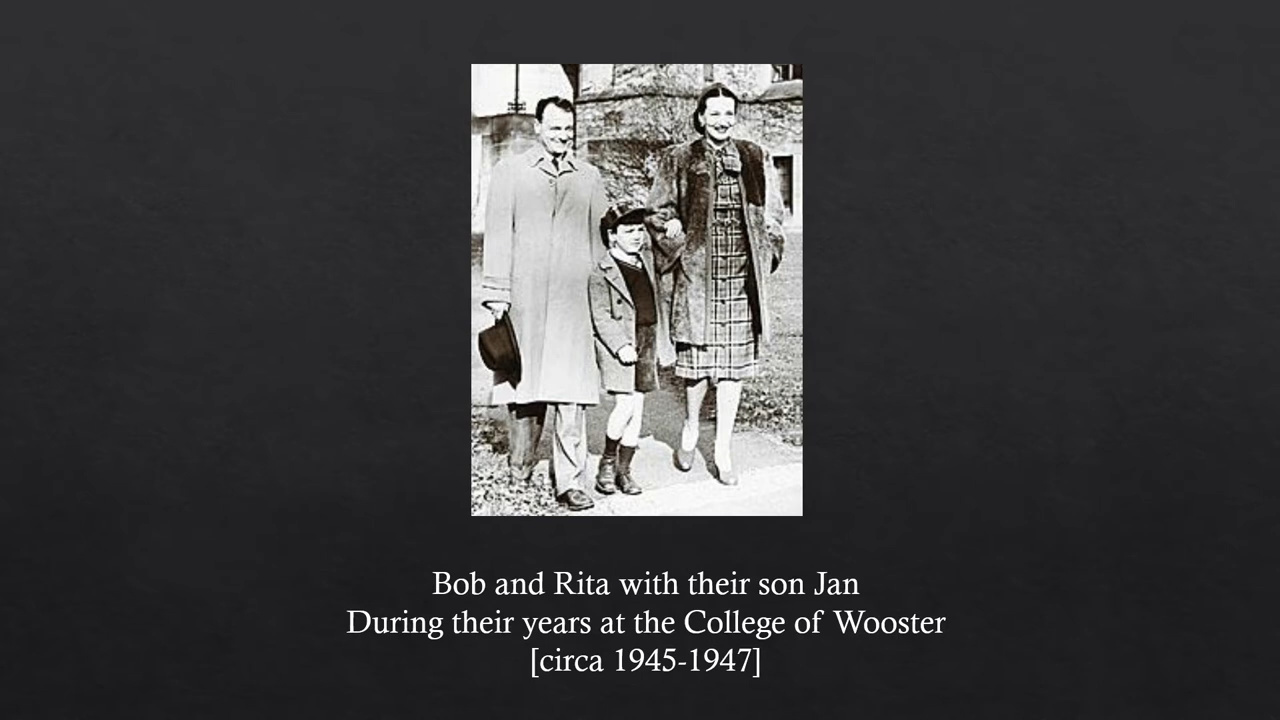 Bob and Rita with their son Jan
During their years at the College of Wooster
[circa 1945-1947]